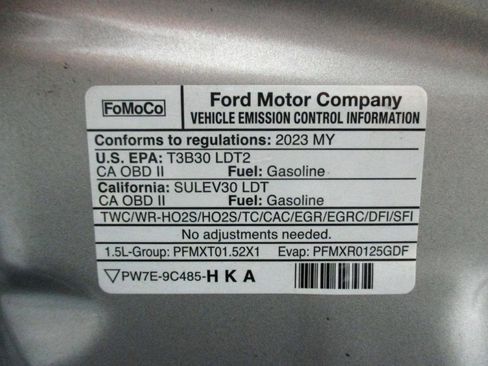 FoMoCo
Ford Motor Company
VEHICLE EMISSION CONTROL INFORMATION
Conforms to regulations: 2023 MY
U.S. EPA: T3B30 LDT2
CA OBD II Fuel: Gasoline
California: SULEV30 LDT
CA OBD II Fuel: Gasoline
TWC/WR-HO2S/HO2S/TC/CAC/EGR/EGRC/DFI/SFI
No adjustments needed.
1.5L-Group: PFMXT01.52X1 Evap: PFMXR0125GDF
PW7E-9C485-H K A